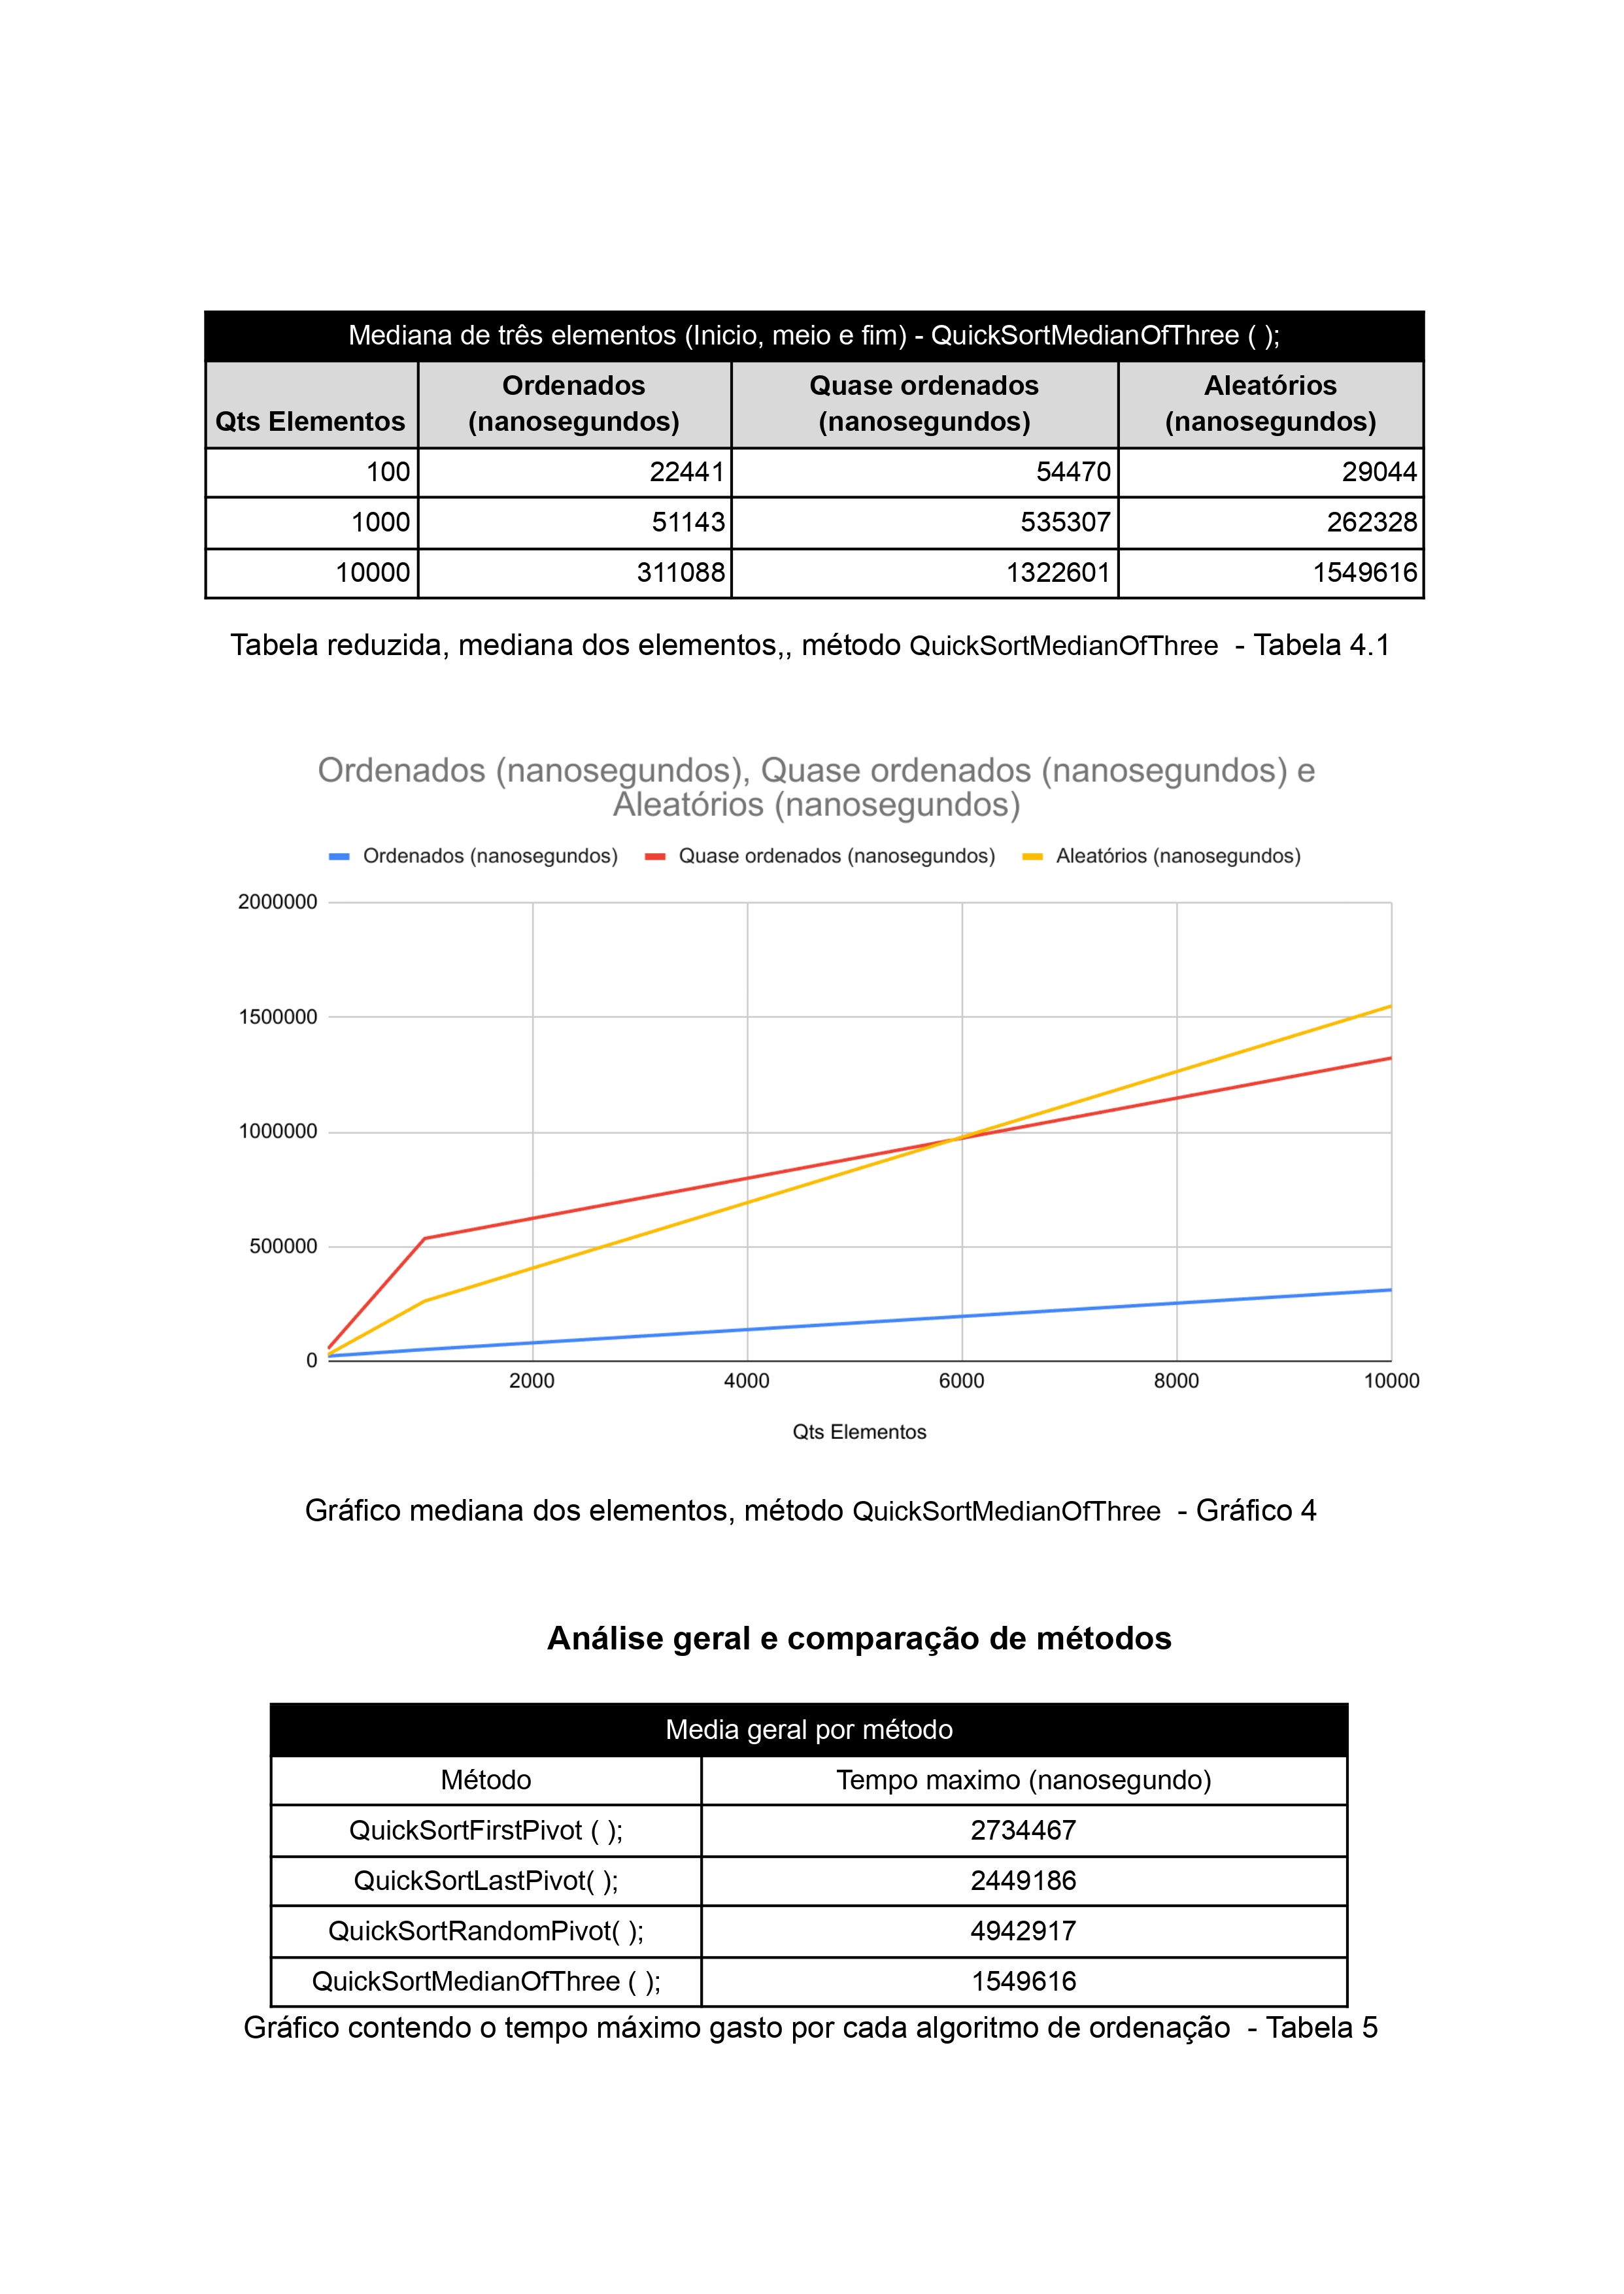 Mediana de três elementos (Inicio, meio e fim) - QuickSortMedianOfThree ( );
Qts Elementos Ordenados (nanosegundos) Quase ordenados (nanosegundos) Aleatórios (nanosegundos)
100 22441 54470 29044
1000 51143 535307 262328
10000 311088 1322601 1549616
Tabela reduzida, mediana dos elementos,, método QuickSortMedianOfThree - Tabela 4.1
Ordenados (nanosegundos), Quase ordenados (nanosegundos) e
Aleatórios (nanosegundos)
Ordenados (nanosegundos) Quase ordenados (nanosegundos) Aleatórios (nanosegundos)
2000000
1500000
1000000
500000
0
2000 4000 6000 8000 10000
Qts Elementos
Gráfico mediana dos elementos, método QuickSortMedianOfThree - Gráfico 4
Análise geral e comparação de métodos
Media geral por método
Método Tempo maximo (nanosegundo)
QuickSortFirstPivot ( ); 2734467
QuickSortLastPivot( ); 2449186
QuickSortRandomPivot( ); 4942917
QuickSortMedianOfThree ( ); 1549616
Gráfico contendo o tempo máximo gasto por cada algoritmo de ordenação - Tabela 5